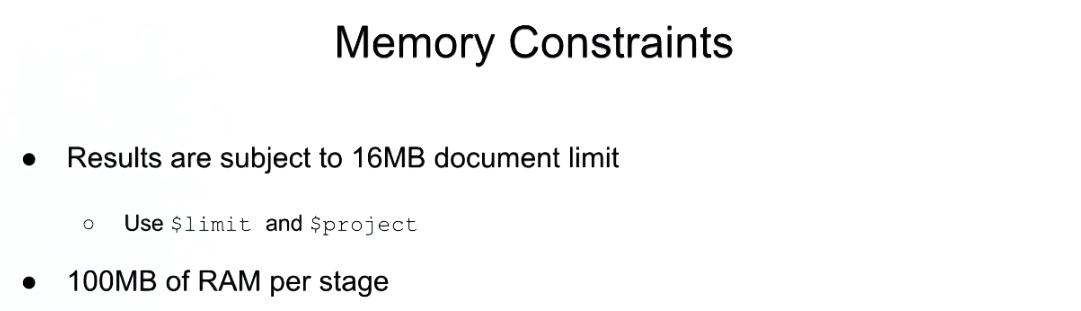 Memory Constraints
● Results are subject to 16MB document limit
○ Use $limit and $project
● 100MB of RAM per stage